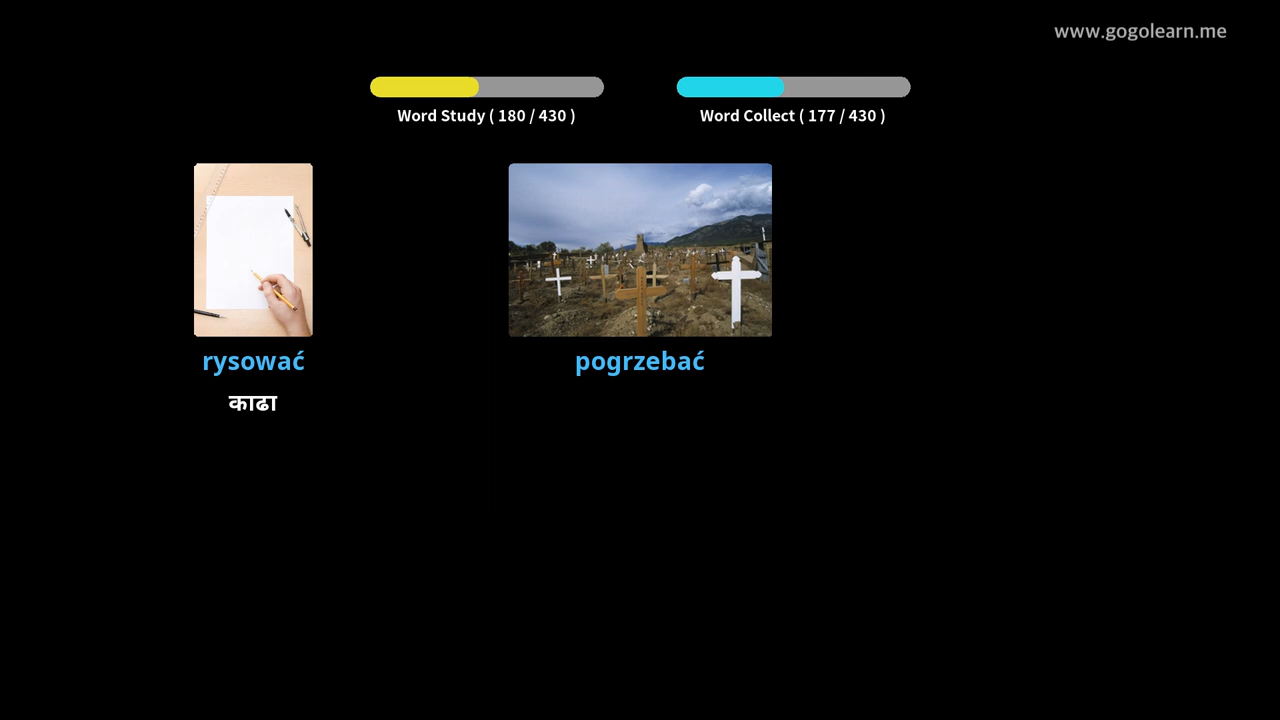 www.gogolearn.me
Word Study ( 180 / 430 )
Word Collect ( 177 / 430 )
rysować
pogrzebać
काढा